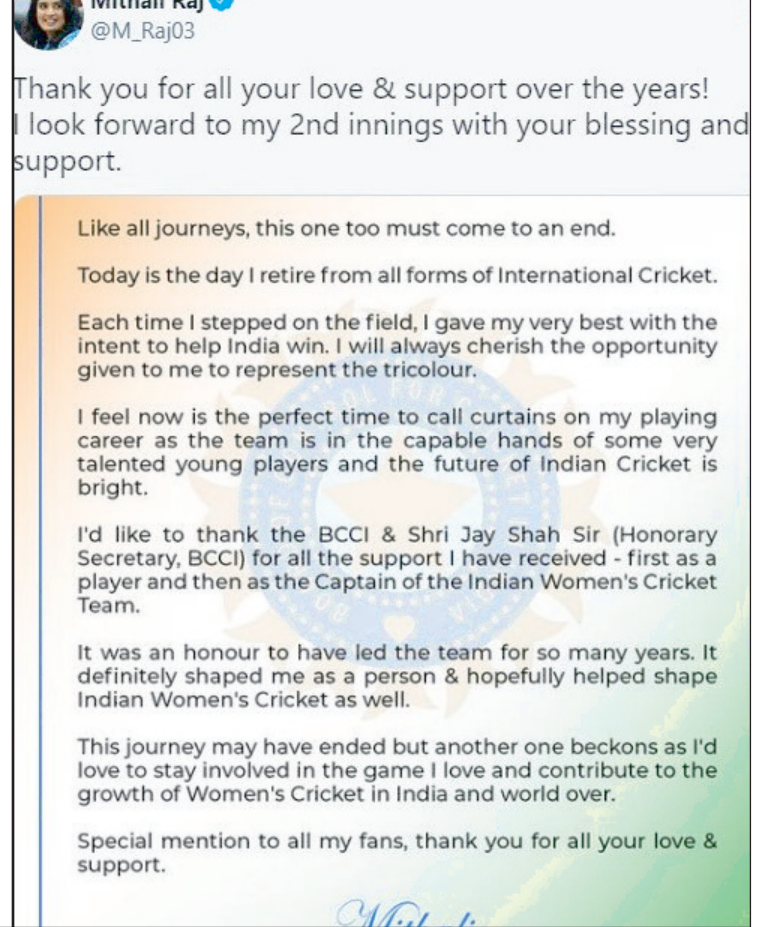 Mithali Raj
@M_Raj03
Thank you for all your love & support over the years!
I look forward to my 2nd innings with your blessing and
support.
Like all journeys, this one too must come to an end.
Today is the day I retire from all forms of International Cricket.
Each time I stepped on the field, I gave my very best with the
intent to help India win. I will always cherish the opportunity
given to me to represent the tricolour.
I feel now is the perfect time to call curtains on my playing
career as the team is in the capable hands of some very
talented young players and the future of Indian Cricket is
bright.
I'd like to thank the BCCI & Shri Jay Shah Sir (Honorary
Secretary, BCCI) for all the support I have received - first as a
player and then as the Captain of the Indian Women's Cricket
Team.
It was an honour to have led the team for so many years. It
definitely shaped me as a person & hopefully helped shape
Indian Women's Cricket as well.
This journey may have ended but another one beckons as I'd
love to stay involved in the game I love and contribute to the
growth of Women's Cricket in India and world over.
Special mention to all my fans, thank you for all your love &
support.
Mithali